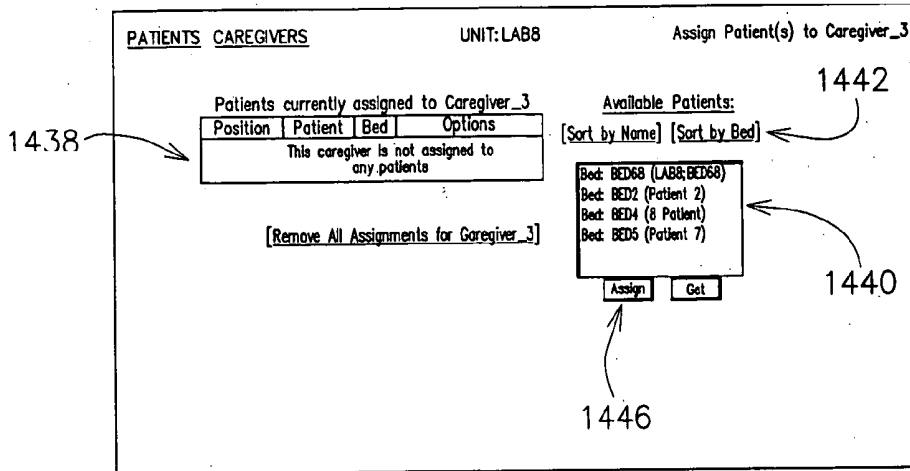 PATIENTS CAREGIVERS UNIT:LAB8 Assign Patient(s) to Caregiver_3
1442
Patients currently assigned to Caregiver_3 Available Patients:
1438
Position Patient Bed Options
[Sort by Name] [Sort by Bed]
This caregiver is not assigned to
any patients
Bed: BED68 (LAB8;BED68)
Bed: BED2 (Patient 2)
Bed: BED4 (8 Patient)
Bed: BED5 (Patient 7)
[Remove All Assignments for Caregiver_3]
1440
Assign Get
1446